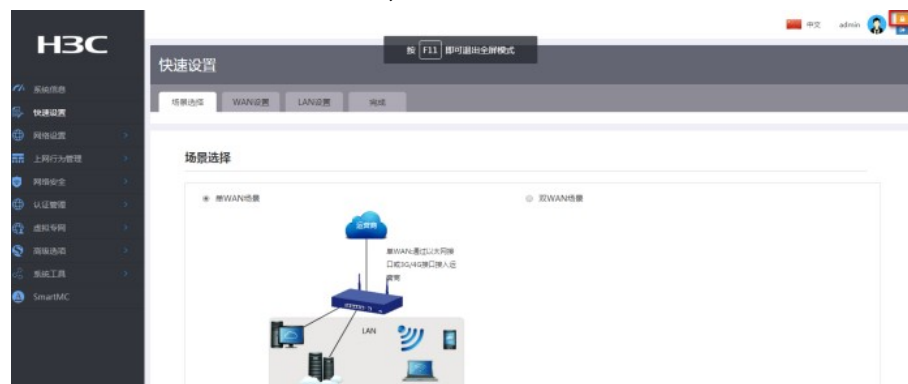 中文 admin
H3C
按 F11 即可退出全屏模式
快速设置
场景选择 WAN设置 LAN设置 完成
系统信息
快速设置
网络设置
上网行为管理
网络安全
认证管理
虚拟专网
高级选项
系统工具
SmartMC
场景选择
单WAN场景 双WAN场景
运营商
单WAN:通过以太网接
口或3G/4G接口接入运
营商
LAN